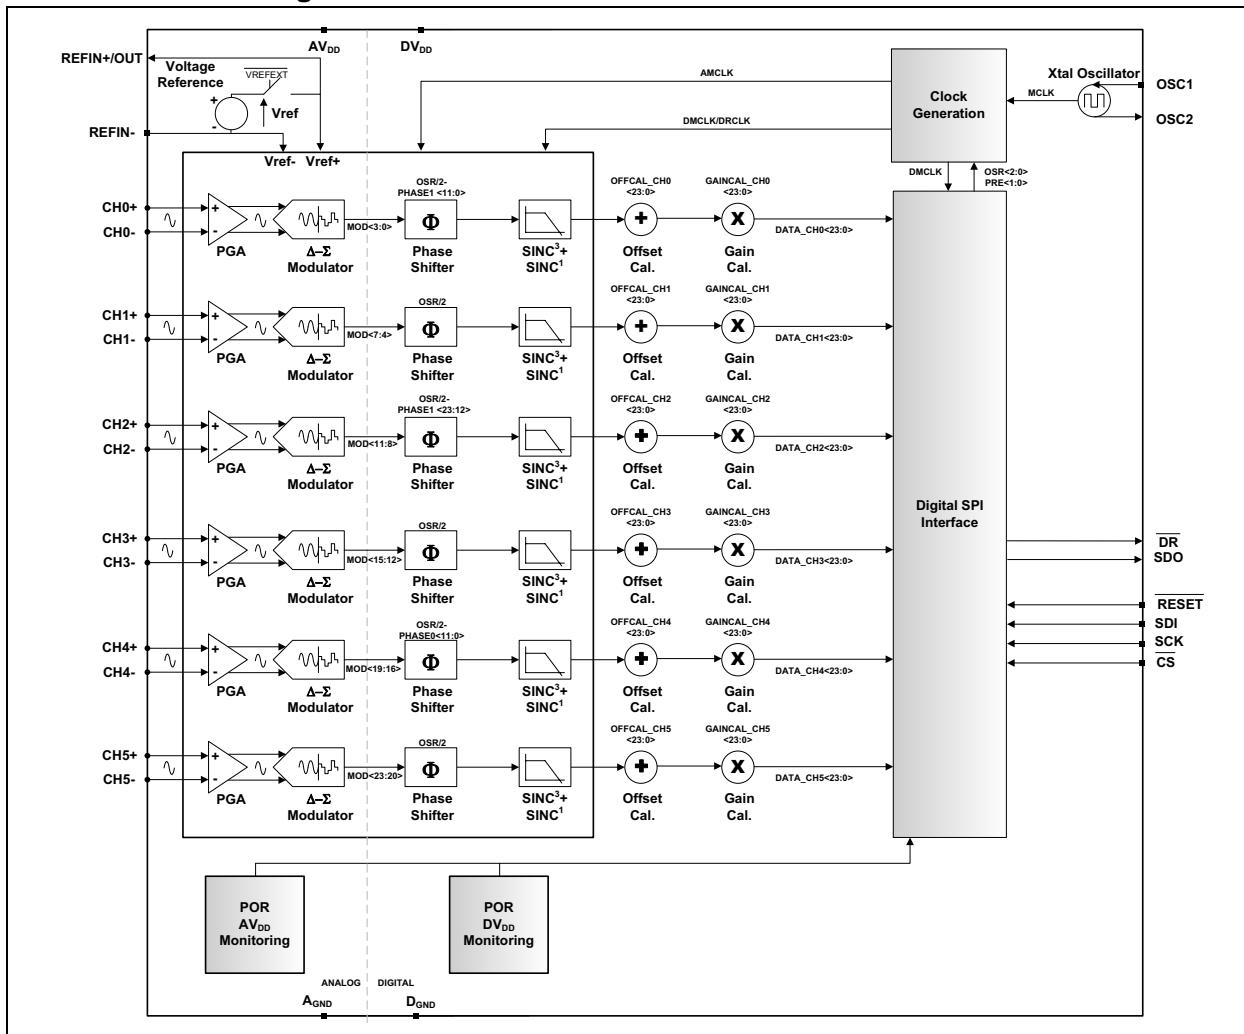 AVDD
DVDD
REFIN+/OUT
Voltage
Reference
VREFEXT
+
-
Vref
REFIN-
Vref-
Vref+
AMCLK
DMCLK/DRCLK
Clock
Generation
MCLK
Xtal Oscillator
OSC1
OSC2
DMCLK
OSR<2:0>
PRE<1:0>
CH0+
CH0-
+
-
PGA
Δ–Σ
Modulator
MOD<3:0>
OSR/2-
PHASE1 <11:0>
Φ
Phase
Shifter
SINC3+
SINC1
OFFCAL_CH0
<23:0>
+
Offset
Cal.
GAINCAL_CH0
<23:0>
X
Gain
Cal.
DATA_CH0<23:0>
CH1+
CH1-
+
-
PGA
Δ–Σ
Modulator
MOD<7:4>
OSR/2
Φ
Phase
Shifter
SINC3+
SINC1
OFFCAL_CH1
<23:0>
+
Offset
Cal.
GAINCAL_CH1
<23:0>
X
Gain
Cal.
DATA_CH1<23:0>
CH2+
CH2-
+
-
PGA
Δ–Σ
Modulator
MOD<11:8>
OSR/2-
PHASE1 <23:12>
Φ
Phase
Shifter
SINC3+
SINC1
OFFCAL_CH2
<23:0>
+
Offset
Cal.
GAINCAL_CH2
<23:0>
X
Gain
Cal.
DATA_CH2<23:0>
CH3+
CH3-
+
-
PGA
Δ–Σ
Modulator
MOD<15:12>
OSR/2
Φ
Phase
Shifter
SINC3+
SINC1
OFFCAL_CH3
<23:0>
+
Offset
Cal.
GAINCAL_CH3
<23:0>
X
Gain
Cal.
DATA_CH3<23:0>
CH4+
CH4-
+
-
PGA
Δ–Σ
Modulator
MOD<19:16>
OSR/2-
PHASE0<11:0>
Φ
Phase
Shifter
SINC3+
SINC1
OFFCAL_CH4
<23:0>
+
Offset
Cal.
GAINCAL_CH4
<23:0>
X
Gain
Cal.
DATA_CH4<23:0>
CH5+
CH5-
+
-
PGA
Δ–Σ
Modulator
MOD<23:20>
OSR/2
Φ
Phase
Shifter
SINC3+
SINC1
OFFCAL_CH5
<23:0>
+
Offset
Cal.
GAINCAL_CH5
<23:0>
X
Gain
Cal.
DATA_CH5<23:0>
Digital SPI
Interface
DR
SDO
RESET
SDI
SCK
CS
POR
AVDD
Monitoring
POR
DVDD
Monitoring
ANALOG
DIGITAL
AGND
DGND